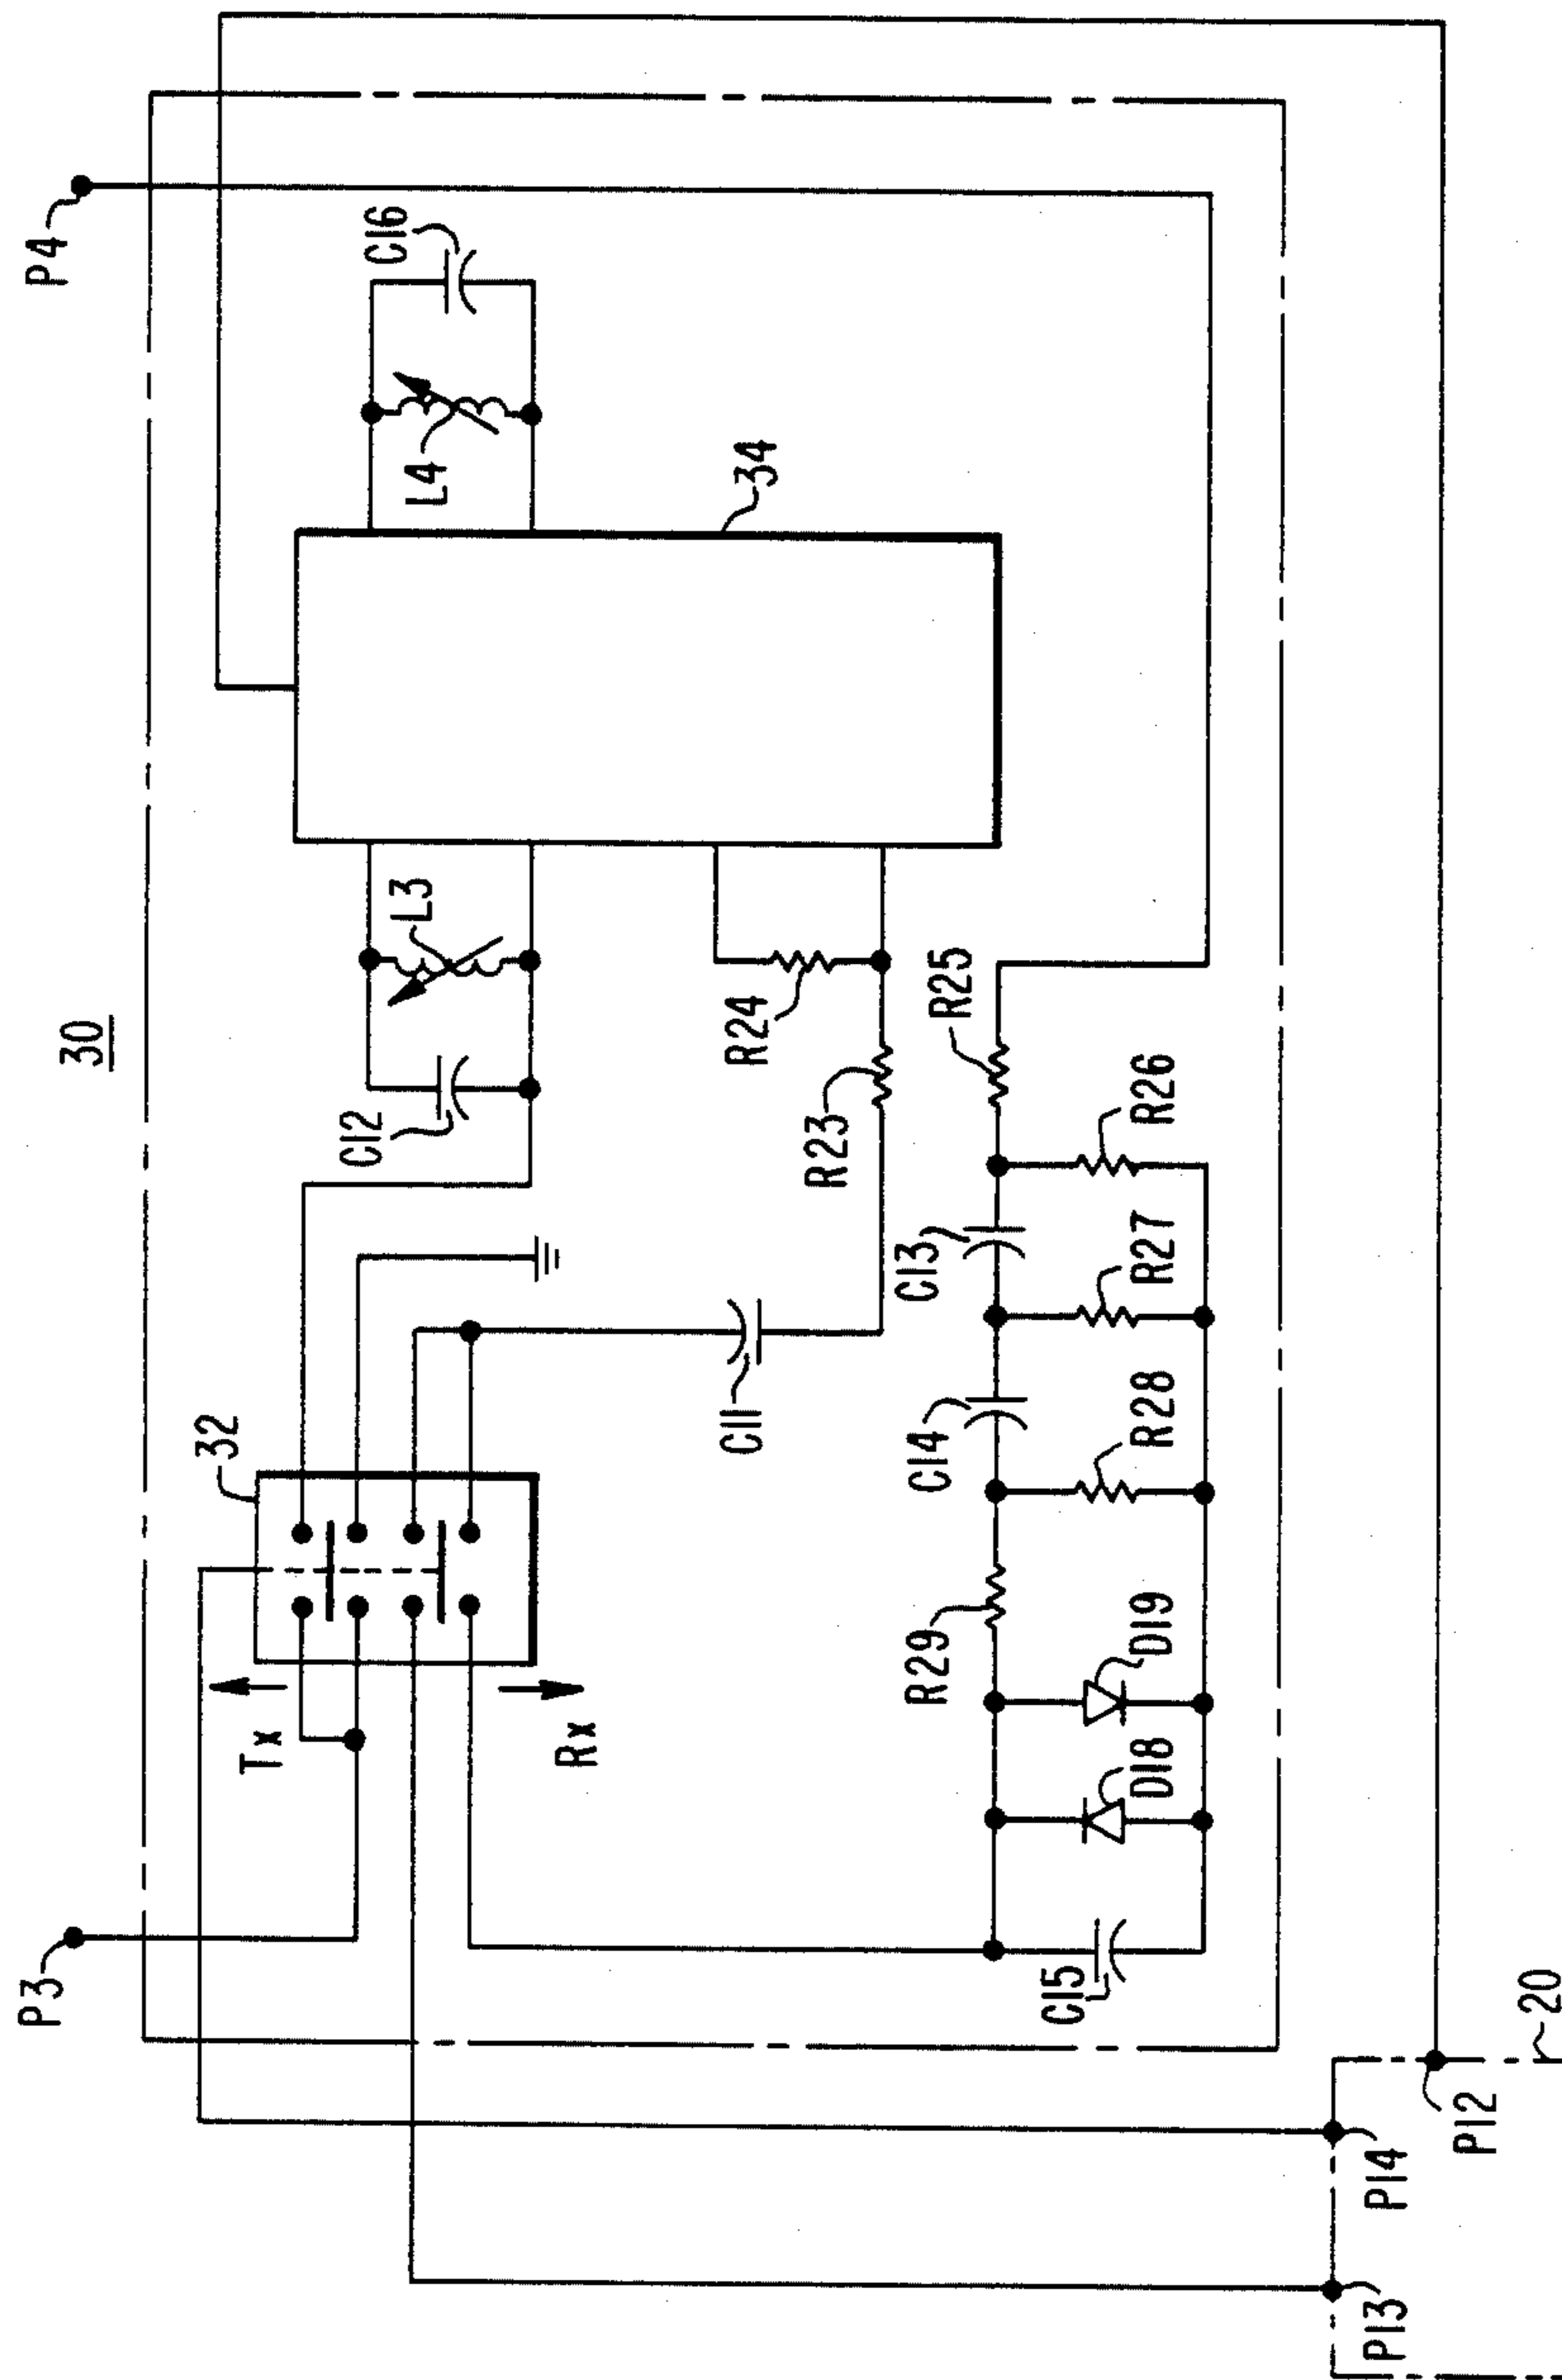 30
P4
C16
L4
34
L3
C12
R24
R23
R25
R26
C13
R27
C14
R28
C11
32
Tx
Rx
R29
D19
D18
C15
P3
P12
20
P14
P13